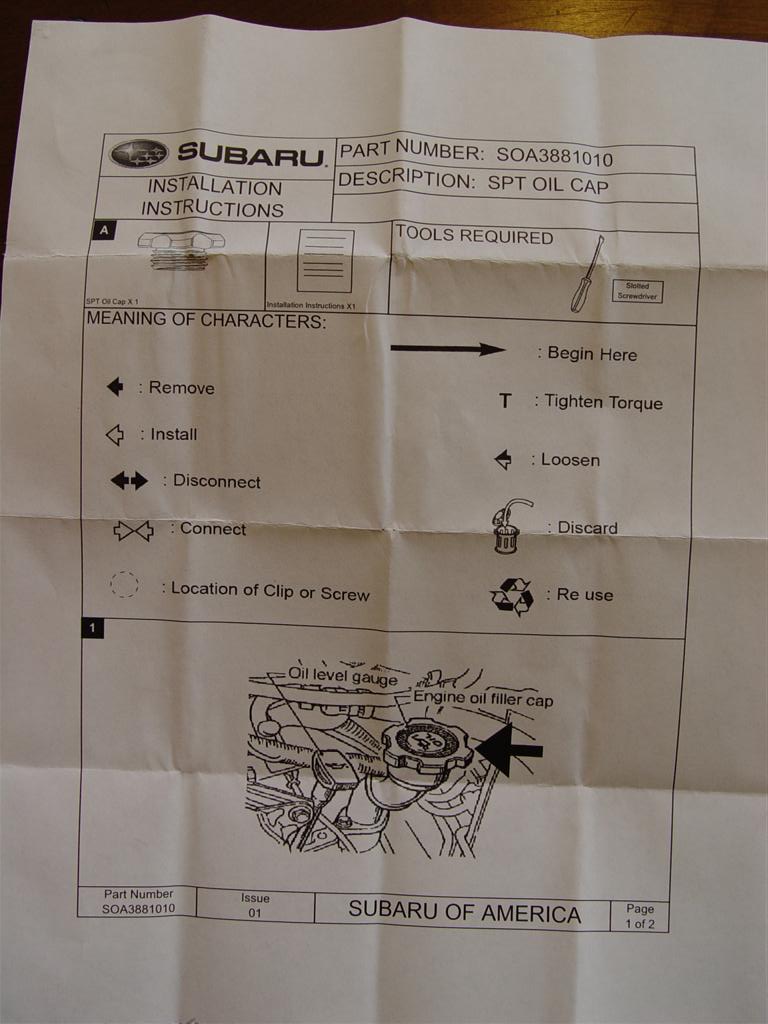 SUBARU.
INSTALLATION
INSTRUCTIONS
PART NUMBER: SOA3881010
DESCRIPTION: SPT OIL CAP
A
SPT Oil Cap X 1
Installation Instructions X1
TOOLS REQUIRED
Slotted
Screwdriver
MEANING OF CHARACTERS:
: Begin Here
: Remove
T : Tighten Torque
: Install
: Loosen
: Disconnect
: Connect
: Discard
: Location of Clip or Screw
: Re use
1
Oil level gauge
Engine oil filler cap
Part Number
SOA3881010
Issue
01
SUBARU OF AMERICA
Page
1 of 2